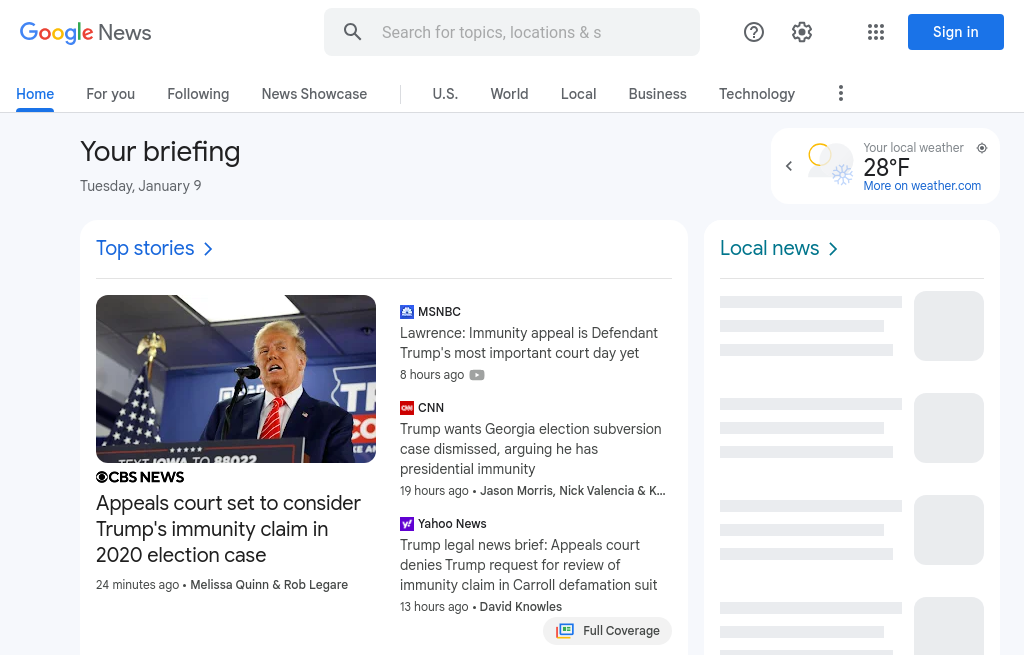 Google News
Search for topics, locations & s
Sign in
Home
For you
Following
News Showcase
U.S.
World
Local
Business
Technology
Your briefing
Tuesday, January 9
Your local weather
28°F
More on weather.com
Top stories
CBS NEWS
Appeals court set to consider
Trump's immunity claim in
2020 election case
24 minutes ago • Melissa Quinn & Rob Legare
MSNBC
Lawrence: Immunity appeal is Defendant
Trump's most important court day yet
8 hours ago
CNN
Trump wants Georgia election subversion
case dismissed, arguing he has
presidential immunity
19 hours ago • Jason Morris, Nick Valencia & K...
Yahoo News
Trump legal news brief: Appeals court
denies Trump request for review of
immunity claim in Carroll defamation suit
13 hours ago • David Knowles
Full Coverage
Local news
TEXT IOWA TO 88022